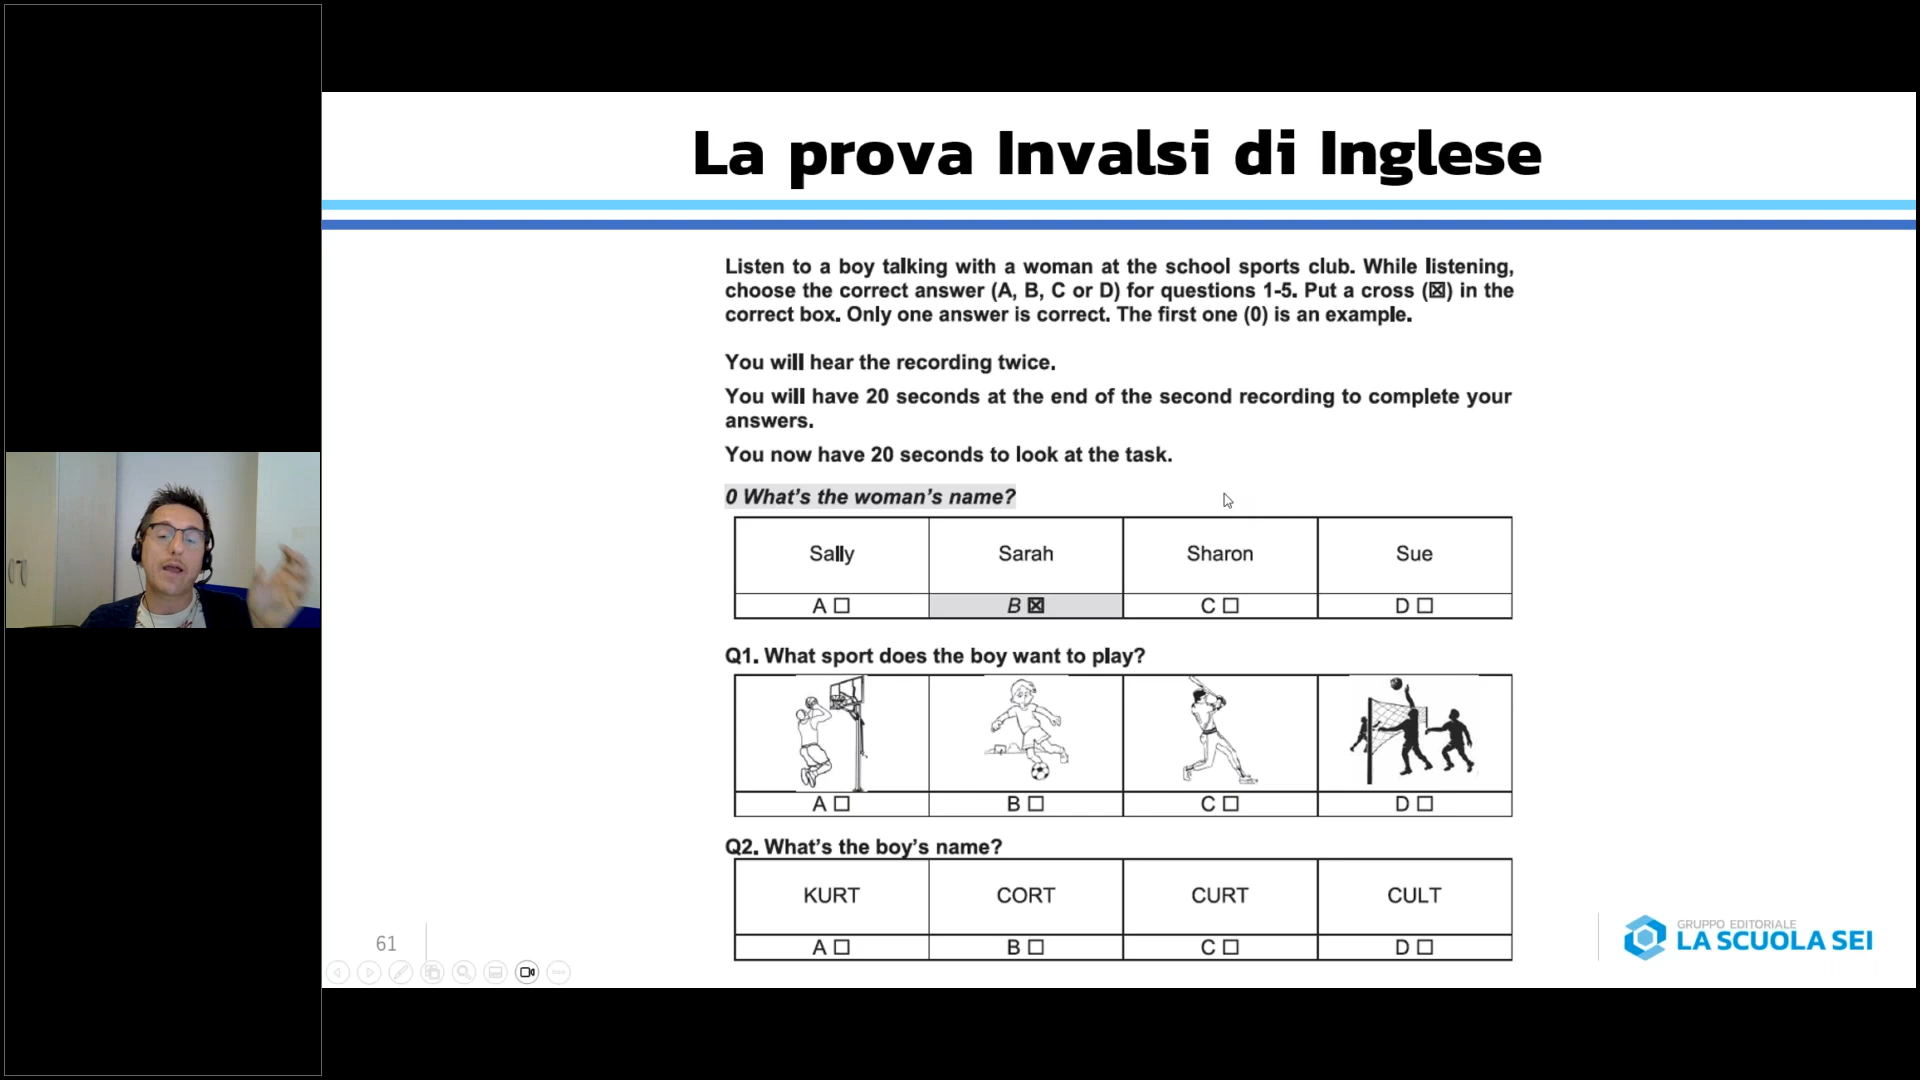 La prova Invalsi di Inglese
Listen to a boy talking with a woman at the school sports club. While listening,
choose the correct answer (A, B, C or D) for questions 1-5. Put a cross (☒) in the
correct box. Only one answer is correct. The first one (0) is an example.
You will hear the recording twice.
You will have 20 seconds at the end of the second recording to complete your
answers.
You now have 20 seconds to look at the task.
0 What's the woman's name?
Sally Sarah Sharon Sue
A ☐ B ☒ C ☐ D ☐
Q1. What sport does the boy want to play?
A ☐ B ☐ C ☐ D ☐
Q2. What's the boy's name?
KURT CORT CURT CULT
A ☐ B ☐ C ☐ D ☐
61
GRUPPO EDITORIALE
LA SCUOLA SEI